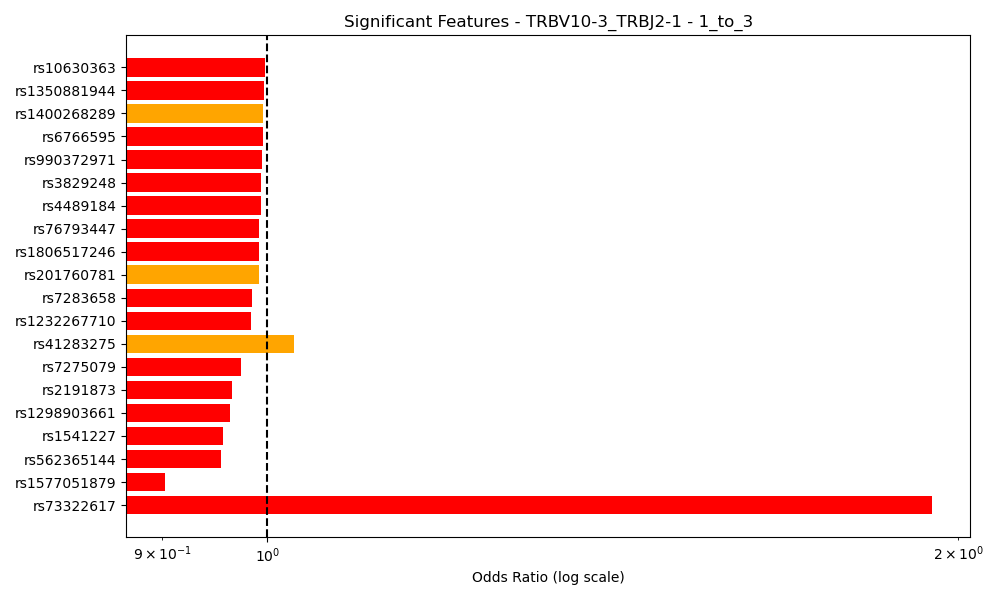 Significant Features - TRBV10-3_TRBJ2-1 - 1_to_3
rs10630363
rs1350881944
rs1400268289
rs6766595
rs990372971
rs3829248
rs4489184
rs76793447
rs1806517246
rs201760781
rs7283658
rs1232267710
rs41283275
rs7275079
rs2191873
rs1298903661
rs1541227
rs562365144
rs1577051879
rs73322617
9 × 10⁻¹ 10⁰ 2 × 10⁰
Odds Ratio (log scale)